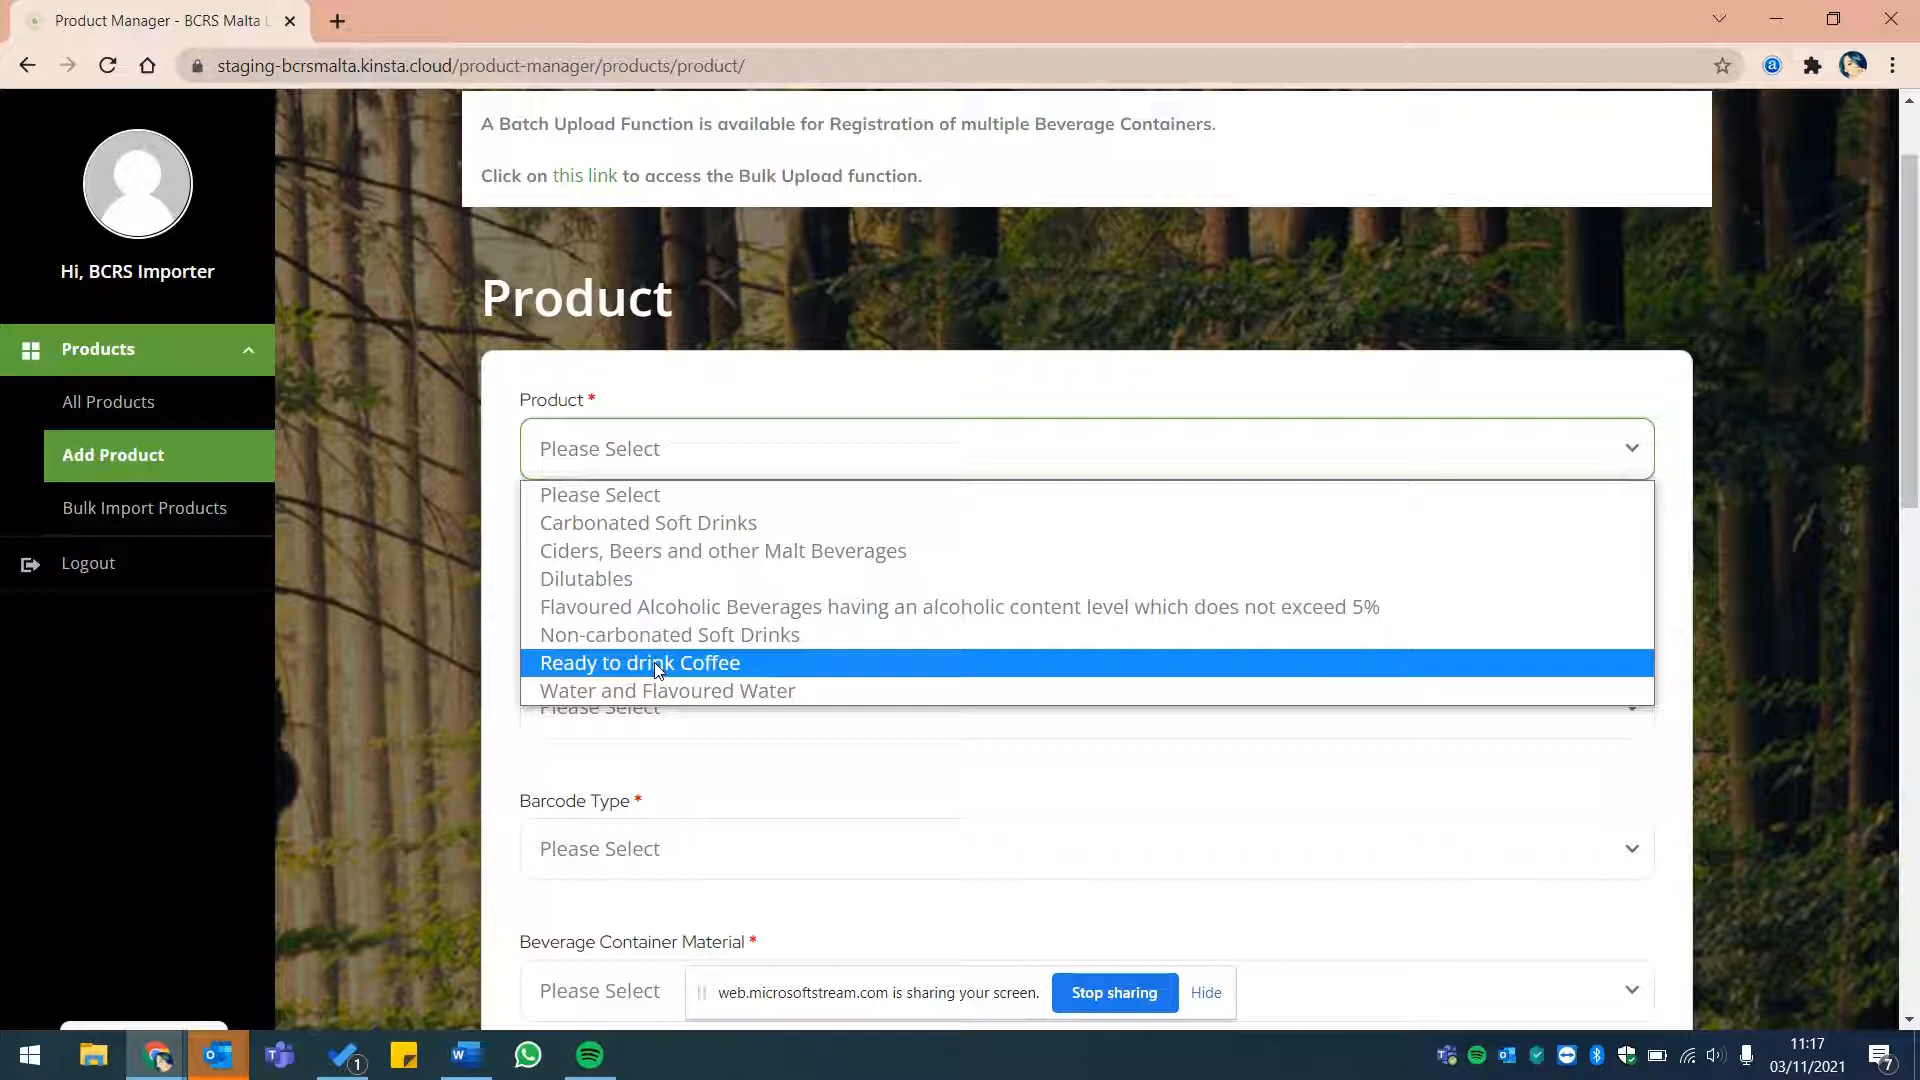 Product Manager - BCRS Malta
staging-bcrsmalta.kinsta.cloud/product-manager/products/product/
a
Hi, BCRS Importer
Products
All Products
Add Product
Bulk Import Products
Logout
A Batch Upload Function is available for Registration of multiple Beverage Containers.
Click on this link to access the Bulk Upload function.
Product
Product *
Please Select
Please Select
Carbonated Soft Drinks
Ciders, Beers and other Malt Beverages
Dilutables
Flavoured Alcoholic Beverages having an alcoholic content level which does not exceed 5%
Non-carbonated Soft Drinks
Ready to drink Coffee
Water and Flavoured Water
Please Select
Barcode Type *
Please Select
Beverage Container Material *
Please Select
web.microsoftstream.com is sharing your screen.
Stop sharing
Hide
1
11:17
03/11/2021
7